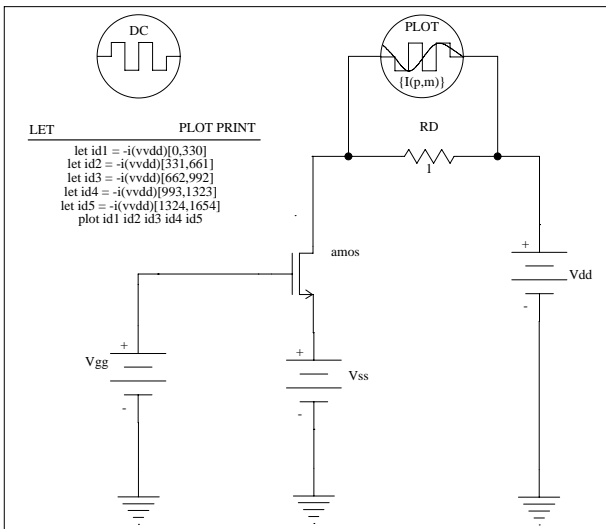 DC
PLOT
{I(p,m)}
LET PLOT PRINT
let id1 = -i(vvdd)[0,330]
let id2 = -i(vvdd)[331,661]
let id3 = -i(vvdd)[662,992]
let id4 = -i(vvdd)[993,1323]
let id5 = -i(vvdd)[1324,1654]
plot id1 id2 id3 id4 id5
RD
1
amos
+
Vdd
-
+
Vgg
-
+
Vss
-